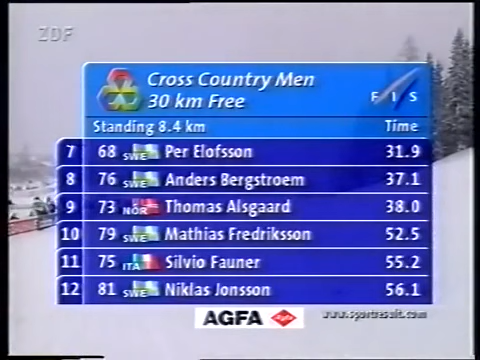 ZDF
Cross Country Men
30 km Free
FIS
Standing 8.4 km Time
7 68 SWE Per Elofsson 31.9
8 76 SWE Anders Bergstroem 37.1
9 73 NOR Thomas Alsgaard 38.0
10 79 SWE Mathias Fredriksson 52.5
11 75 ITA Silvio Fauner 55.2
12 81 SWE Niklas Jonsson 56.1
AGFA www.sportresult.com